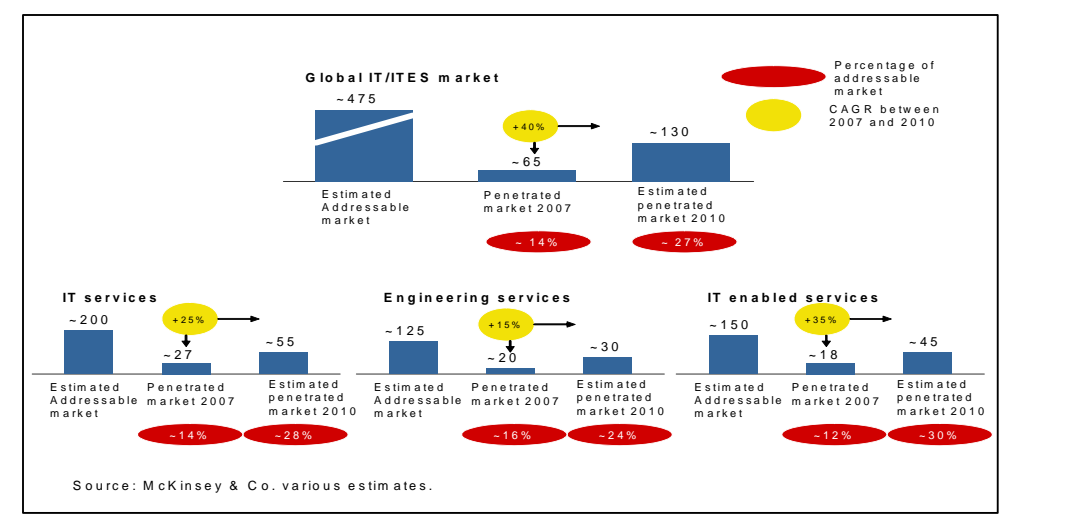 Global IT/ITES market
Percentage of
addressable
market
CAGR between
2007 and 2010
~475
+40%
~65
~130
Estimated
Addressable
market
Penetrated
market 2007
Estimated
penetrated
market 2010
~ 14%
~ 27%
IT services
~200
+25%
~27
~55
Estimated
Addressable
market
Penetrated
market 2007
Estimated
penetrated
market 2010
~14%
~28%
Engineering services
~125
+15%
~20
~30
Estimated
Addressable
market
Penetrated
market 2007
Estimated
penetrated
market 2010
~16%
~24%
IT enabled services
~150
+35%
~18
~45
Estimated
Addressable
market
Penetrated
market 2007
Estimated
penetrated
market 2010
~12%
~30%
Source: McKinsey & Co. various estimates.